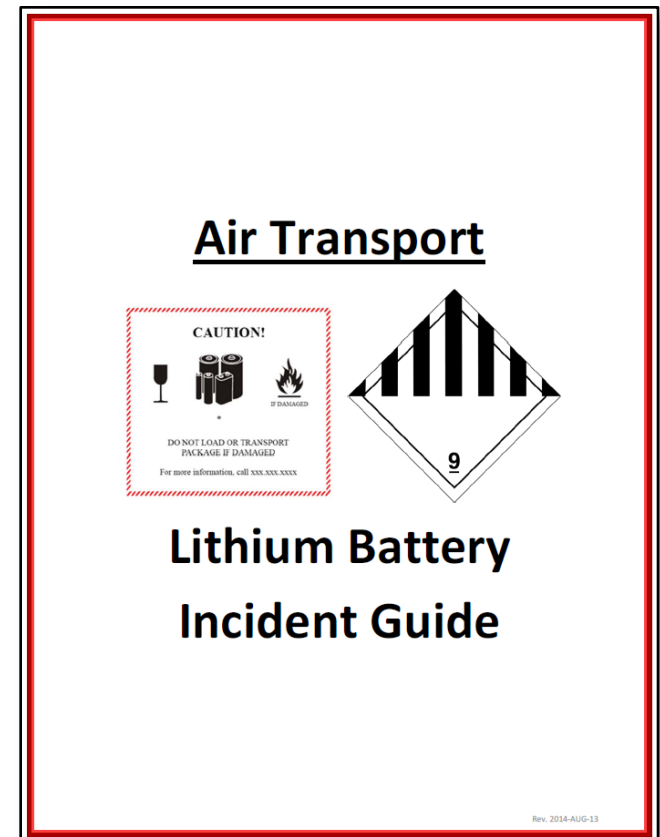 Air Transport
CAUTION!
IF DAMAGED
*
DO NOT LOAD OR TRANSPORT
PACKAGE IF DAMAGED
For more information, call xxx.xxx.xxxx
9
Lithium Battery
Incident Guide
Rev. 2014-AUG-13